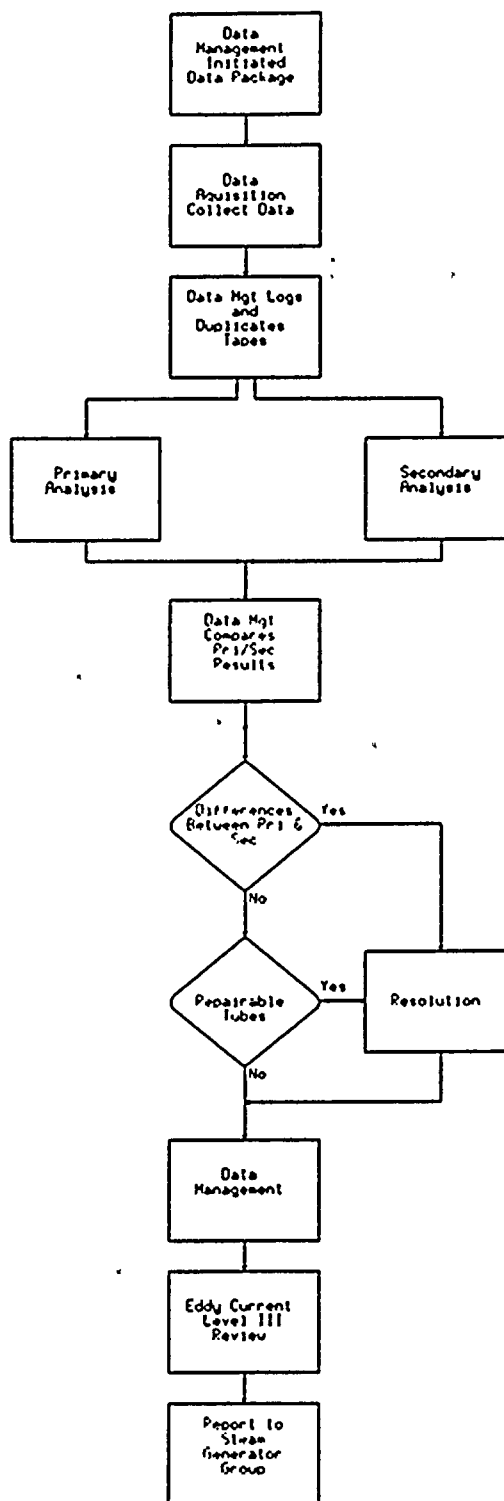 Data
Management
Initiated
Data Package
Data
Aquisition
Collect Data
Data Mgt Logs
and
Duplicates
Tapes
Primary
Analysis
Secondary
Analysis
Data Mgt
Compares
Pri/Sec
Results
Differences
Between Pri &
Sec
Yes
No
Repairable
Tubes
Yes
Resolution
No
Data
Management
Eddy Current
Level III
Review
Report to
Steam
Generator
Group